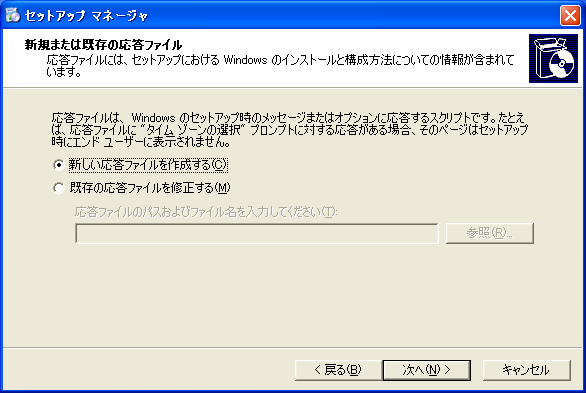 セットアップ マネージャ
新規または既存の応答ファイル
応答ファイルには、セットアップにおける Windows のインストールと構成方法についての情報が含まれて
います。
応答ファイルは、Windows のセットアップ時のメッセージまたはオプションに応答するスクリプトです。たとえ
ば、応答ファイルに "タイム ゾーンの選択" プロンプトに対する応答がある場合、そのページはセットアップ
時にエンド ユーザーに表示されません。
新しい応答ファイルを作成する(C)
既存の応答ファイルを修正する(M)
応答ファイルのパスおよびファイル名を入力してください(T):
参照(R)...
< 戻る(B)
次へ(N) >
キャンセル